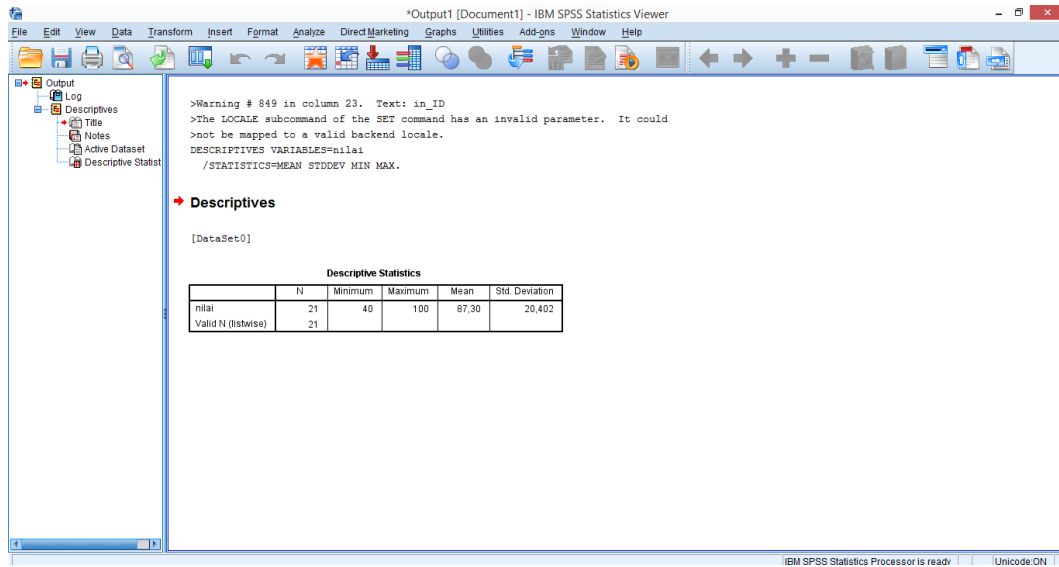 *Output1 [Document1] - IBM SPSS Statistics Viewer
File Edit View Data Transform Insert Format Analyze Direct Marketing Graphs Utilities Add-ons Window Help
Output
Log
Descriptives
Title
Notes
Active Dataset
Descriptive Statist
>Warning # 849 in column 23.  Text: in_ID
>The LOCALE subcommand of the SET command has an invalid parameter.  It could
>not be mapped to a valid backend locale.
DESCRIPTIVES VARIABLES=nilai
/STATISTICS=MEAN STDDEV MIN MAX.
Descriptives
[DataSet0]
Descriptive Statistics
N Minimum Maximum Mean Std. Deviation
nilai 21 40 100 87,30 20,402
Valid N (listwise) 21
IBM SPSS Statistics Processor is ready Unicode:ON